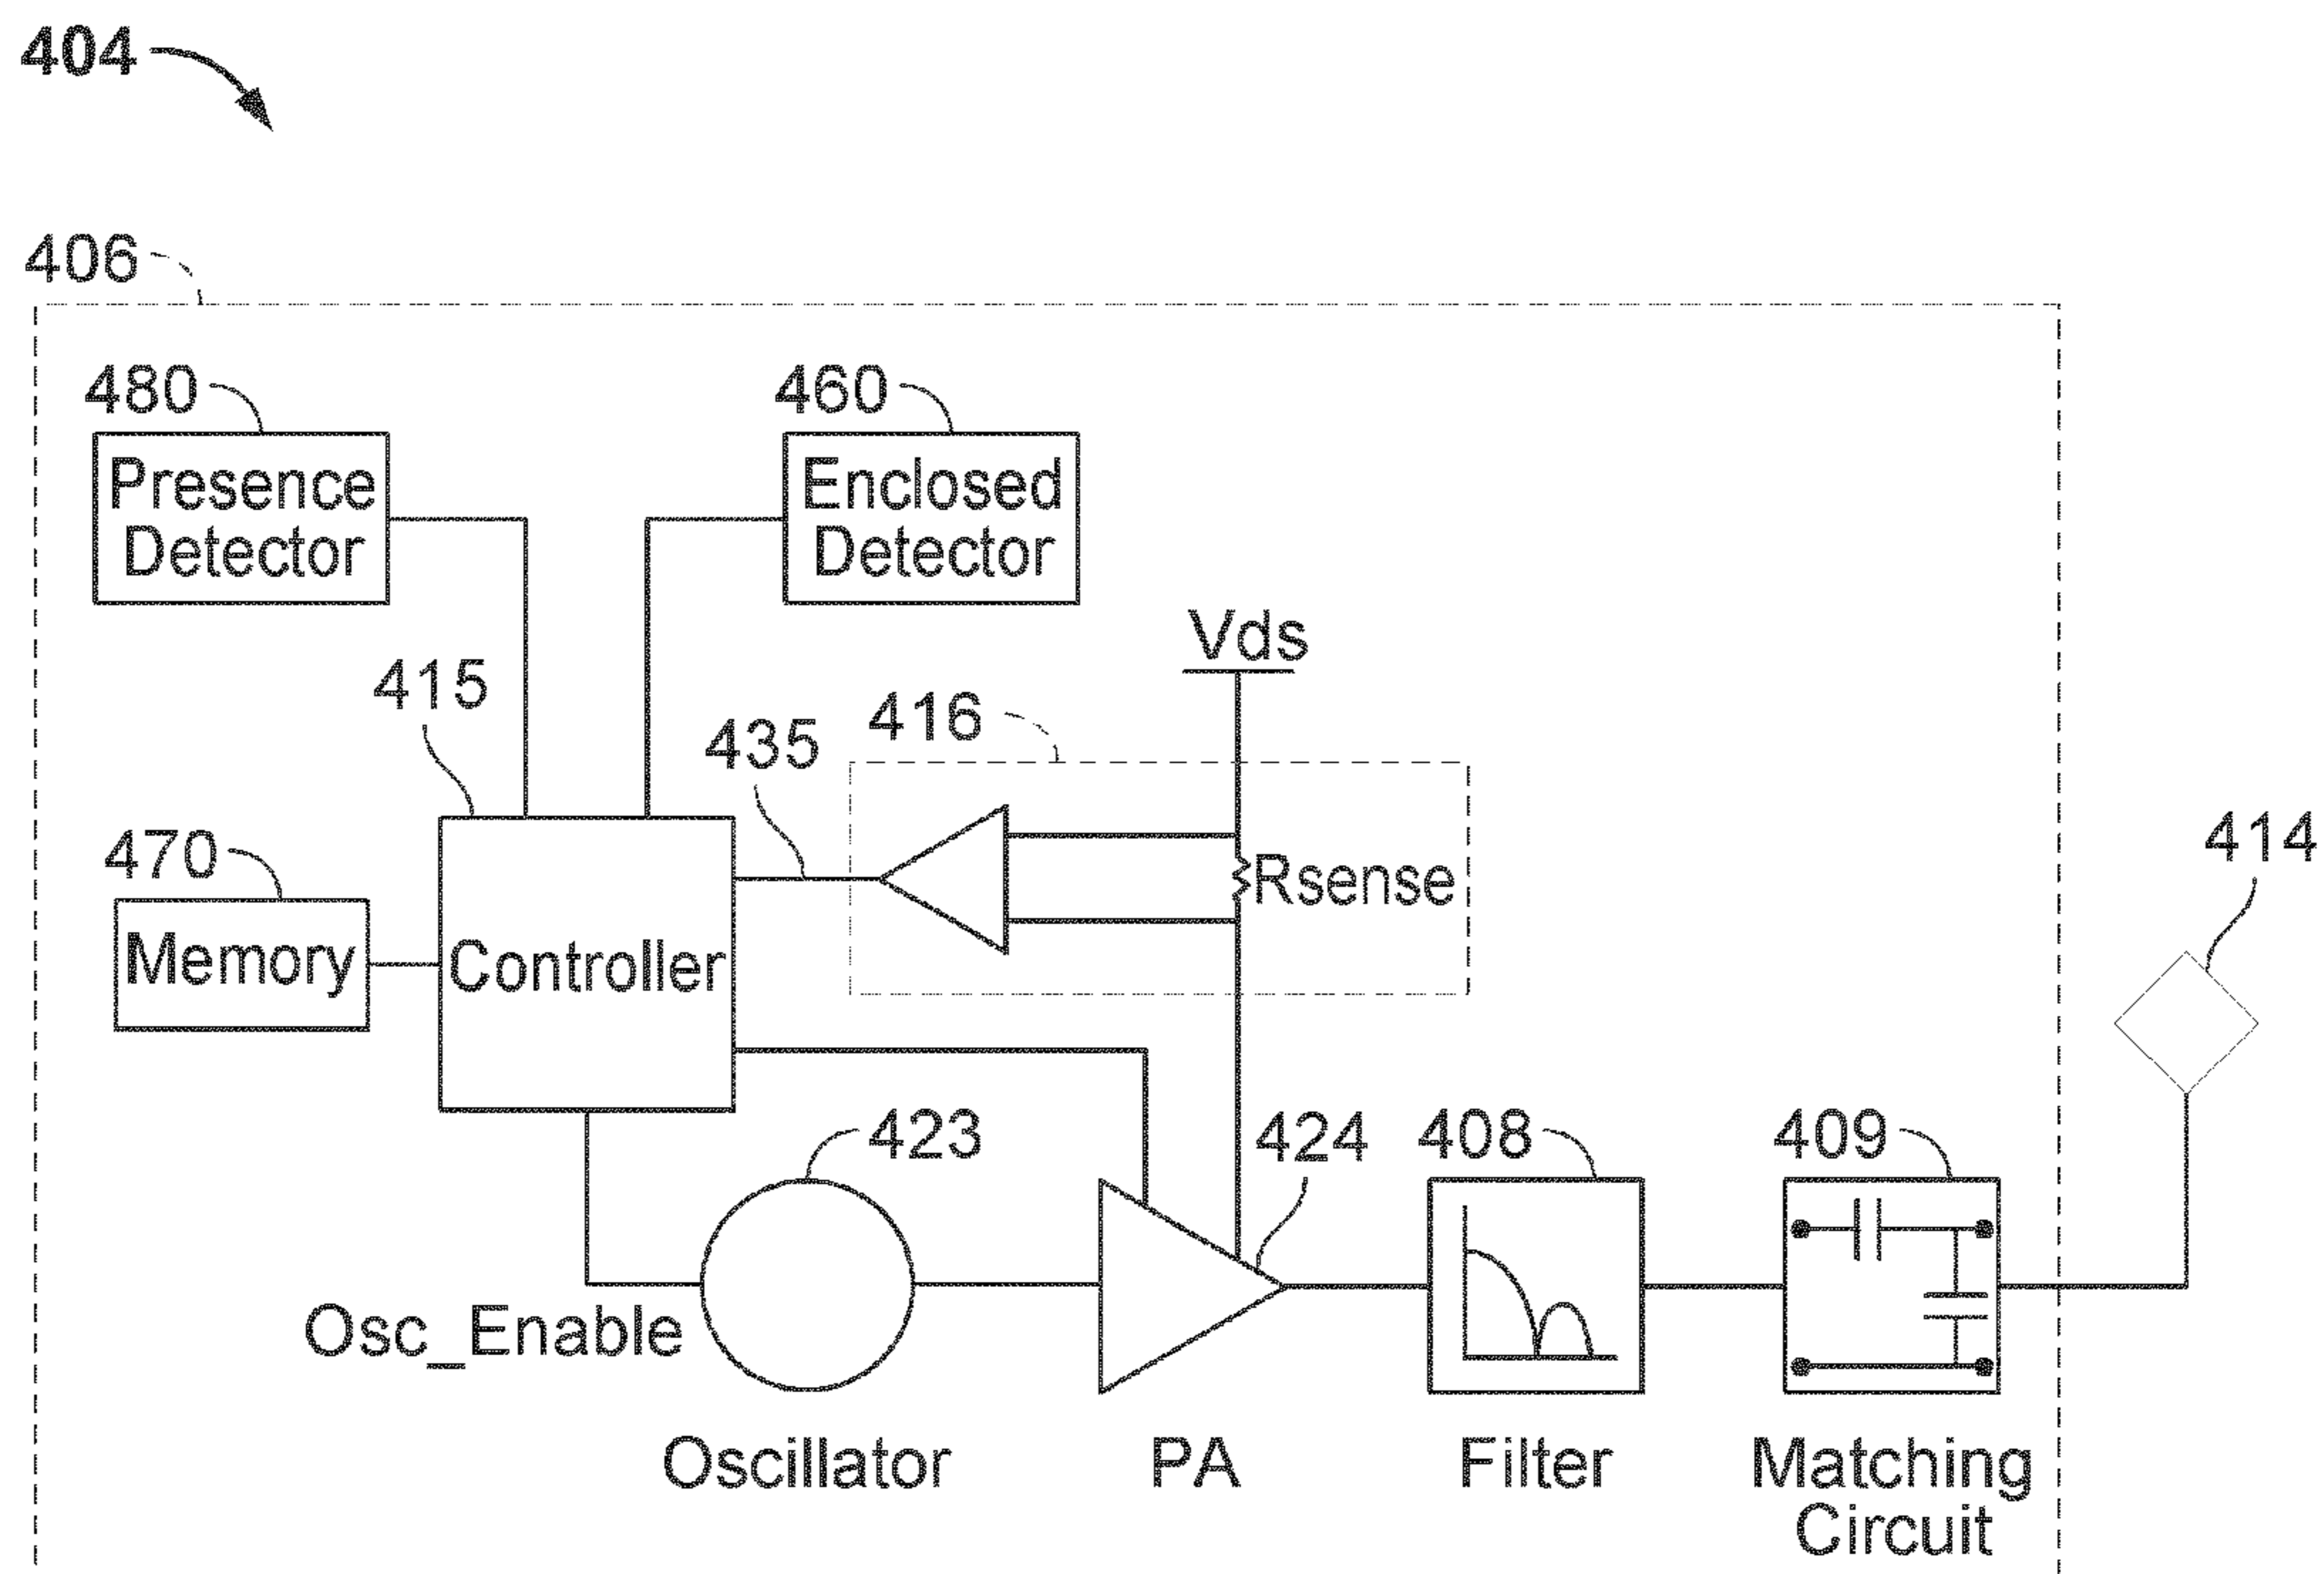 404
406
480
460
Presence
Detector
Enclosed
Detector
Vds
415
416
435
470
414
Rsense
Memory
Controller
423
424
408
409
Osc_Enable
Oscillator
PA
Filter
Matching
Circuit